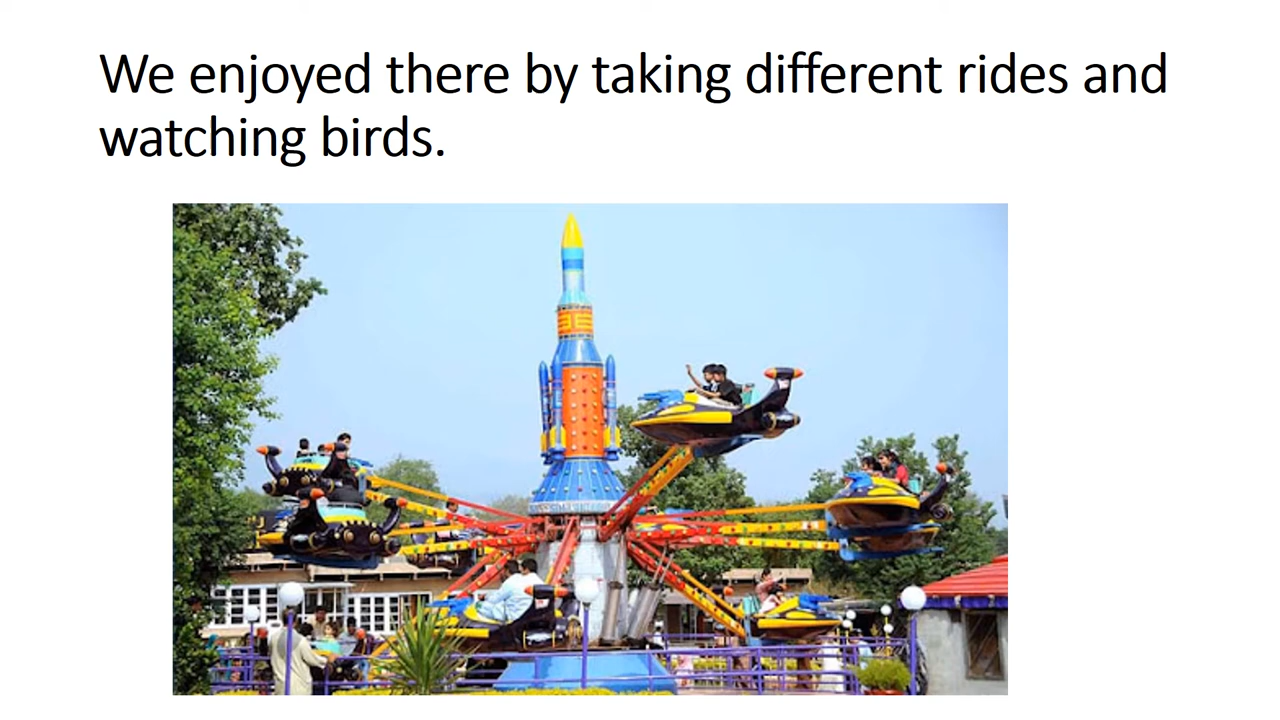 We enjoyed there by taking different rides and
watching birds.